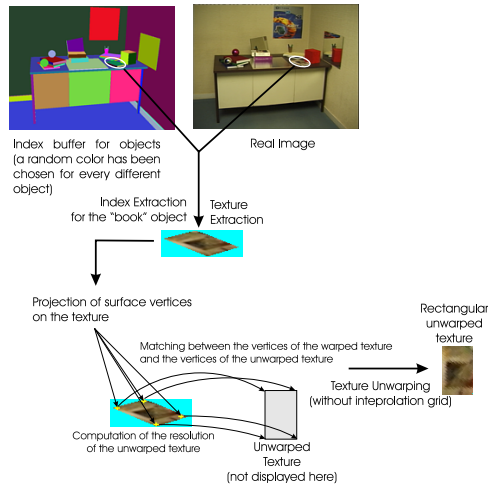 Index buffer for objects
(a random color has been
chosen for every different
object)
Real Image
Index Extraction
for the "book" object
Texture
Extraction
Projection of surface vertices
on the texture
Matching between the vertices of the warped texture
and the vertices of the unwarped texture
Rectangular
unwarped
texture
Texture Unwarping
(without inteprolation grid)
Computation of the resolution
of the unwarped texture
Unwarped
Texture
(not displayed here)